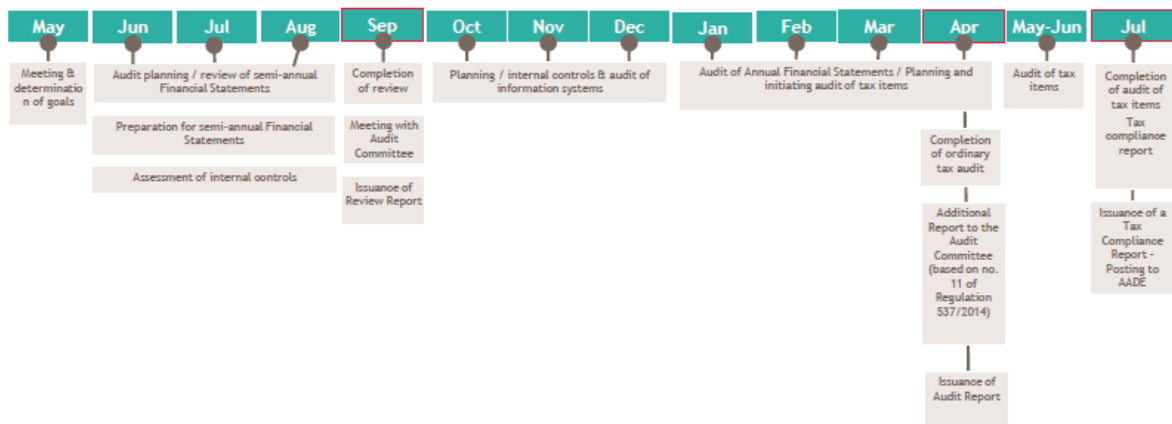 May Jun Jul Aug Sep Oct Nov Dec Jan Feb Mar Apr May-Jun Jul
Meeting &
determinatio
n of goals
Audit planning / review of semi-annual
Financial Statements
Preparation for semi-annual Financial
Statements
Assessment of internal controls
Completion
of review
Meeting with
Audit
Committee
Issuance of
Review Report
Planning / internal controls & audit of
information systems
Audit of Annual Financial Statements / Planning and
initiating audit of tax items
Completion
of ordinary
tax audit
Additional
Report to the
Audit
Committee
(based on no.
11 of
Regulation
537/2014)
Issuance of
Audit Report
Audit of tax
items
Completion
of audit of
tax items
Tax
compliance
report
Issuance of a
Tax
Compliance
Report -
Posting to
AADE